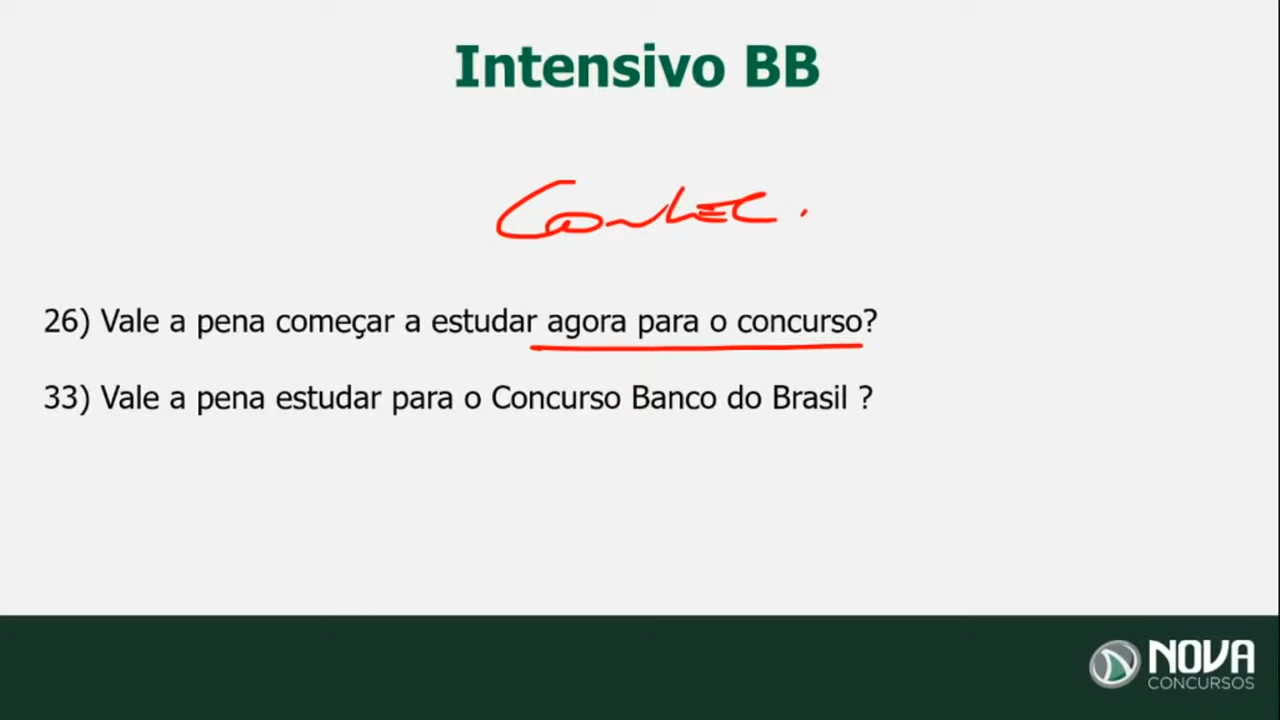 Intensivo BB
26) Vale a pena começar a estudar agora para o concurso?
33) Vale a pena estudar para o Concurso Banco do Brasil ?
NOVA
CONCURSOS